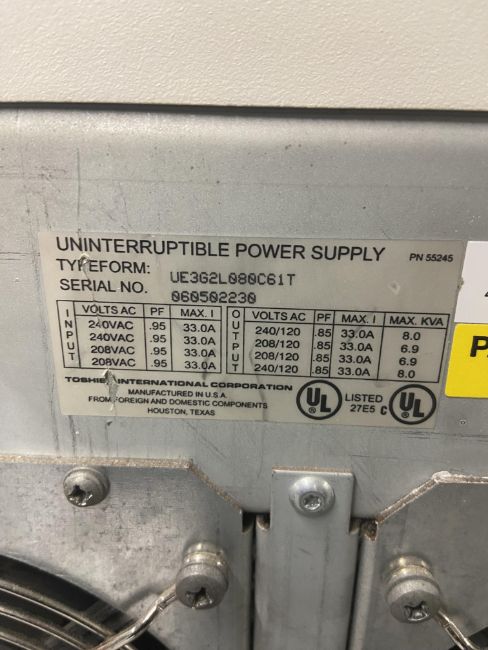 UNINTERRUPTIBLE POWER SUPPLY PN 55245
TYPEFORM: UE3G2L080C61T
SERIAL NO. 060502230
INPUT VOLTS AC PF MAX. I OUTPUT VOLTS AC PF MAX. I MAX. KVA
240VAC .95 33.0A 240/120 .85 33.0A 8.0
240VAC .95 33.0A 208/120 .85 33.0A 6.9
208VAC .95 33.0A 208/120 .85 33.0A 6.9
208VAC .95 33.0A 240/120 .85 33.0A 8.0
TOSHIBA INTERNATIONAL CORPORATION
MANUFACTURED IN U.S.A.
FROM FOREIGN AND DOMESTIC COMPONENTS
HOUSTON, TEXAS
UL LISTED 27E5 C UL